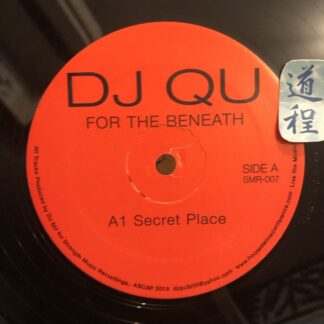 DJ QU
FOR THE BENEATH
道程
SIDE A
SMR-007
A1 Secret Place
All Tracks Produced by DJ QU for Strength Music Recordings. ASCAP 2010